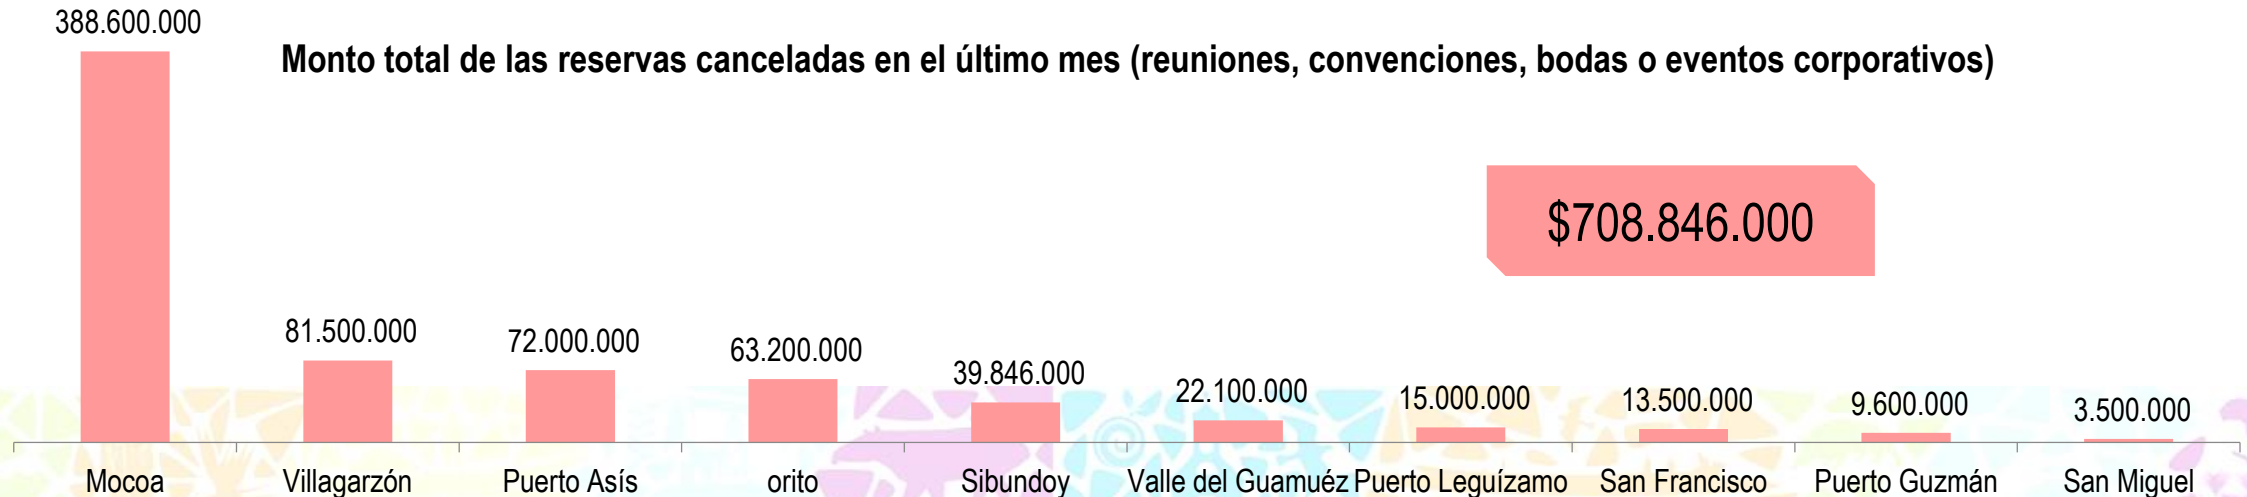 388.600.000
Monto total de las reservas canceladas en el último mes (reuniones, convenciones, bodas o eventos corporativos)
$708.846.000
81.500.000
72.000.000
63.200.000
39.846.000
22.100.000
15.000.000
13.500.000
9.600.000
3.500.000
Mocoa
Villagarzón
Puerto Asís
orito
Sibundoy
Valle del Guamuéz
Puerto Leguízamo
San Francisco
Puerto Guzmán
San Miguel